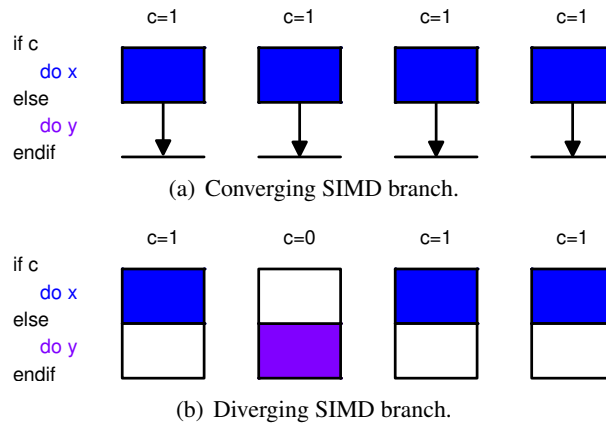 c=1 c=1 c=1 c=1
if c
do x
else
do y
endif
(a) Converging SIMD branch.
c=1 c=0 c=1 c=1
if c
do x
else
do y
endif
(b) Diverging SIMD branch.